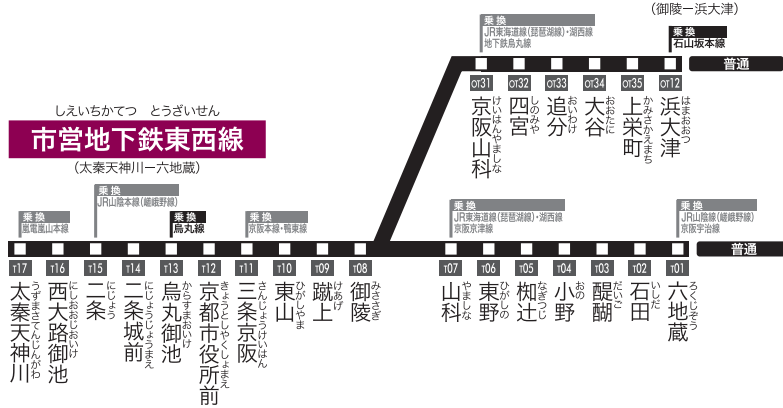 (御陵ー浜大津)
乗換
JR東海道線(琵琶湖線)・湖西線
地下鉄烏丸線
乗換
石山坂本線
普通
OT31
OT32
OT33
OT34
OT35
OT12
京阪山科
けいはんやましな
四宮
しのみや
追分
おいわけ
大谷
おおたに
上栄町
かみさかえまち
浜大津
はまおおつ
しえいちかてつ とうざいせん
市営地下鉄東西線
(太秦天神川ー六地蔵)
乗換
嵐電嵐山本線
乗換
JR山陰本線(嵯峨野線)
乗換
烏丸線
乗換
京阪本線・鴨東線
乗換
JR東海道線(琵琶湖線)・湖西線
京阪京津線
乗換
JR山陰線(嵯峨野線)
京阪宇治線
普通
T17
T16
T15
T14
T13
T12
T11
T10
T09
T08
T07
T06
T05
T04
T03
T02
T01
太秦天神川
うずまさてんじんがわ
西大路御池
にしおおじおいけ
二条
にじょう
二条城前
にじょうじょうまえ
烏丸御池
からすまおいけ
京都市役所前
きょうとしやくしょまえ
三条京阪
さんじょうけいはん
東山
ひがしやま
蹴上
けあげ
御陵
みささぎ
山科
やましな
東野
ひがしの
椥辻
なぎつじ
小野
おの
醍醐
だいご
石田
いしだ
六地蔵
ろくじぞう